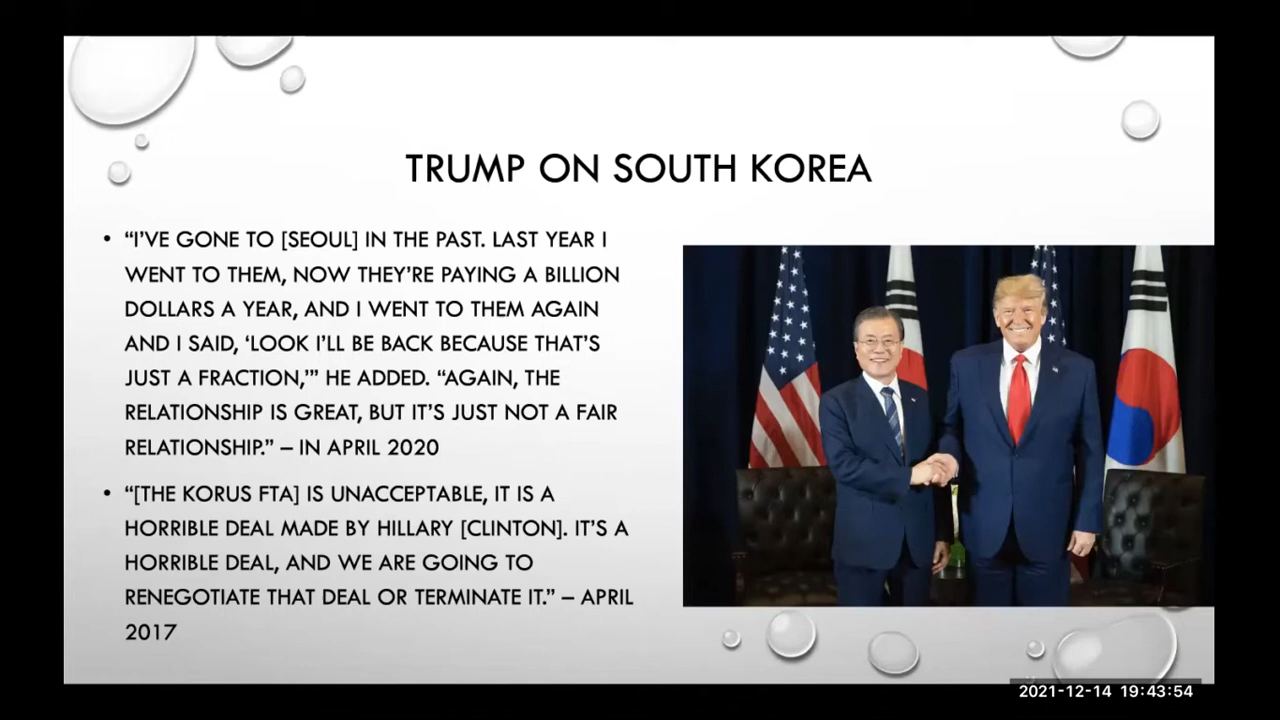 TRUMP ON SOUTH KOREA
• “I’VE GONE TO [SEOUL] IN THE PAST. LAST YEAR I
WENT TO THEM, NOW THEY’RE PAYING A BILLION
DOLLARS A YEAR, AND I WENT TO THEM AGAIN
AND I SAID, ‘LOOK I’LL BE BACK BECAUSE THAT’S
JUST A FRACTION,’” HE ADDED. “AGAIN, THE
RELATIONSHIP IS GREAT, BUT IT’S JUST NOT A FAIR
RELATIONSHIP.” – IN APRIL 2020
• “[THE KORUS FTA] IS UNACCEPTABLE, IT IS A
HORRIBLE DEAL MADE BY HILLARY [CLINTON]. IT’S A
HORRIBLE DEAL, AND WE ARE GOING TO
RENEGOTIATE THAT DEAL OR TERMINATE IT.” – APRIL
2017
2021-12-14 19:43:54